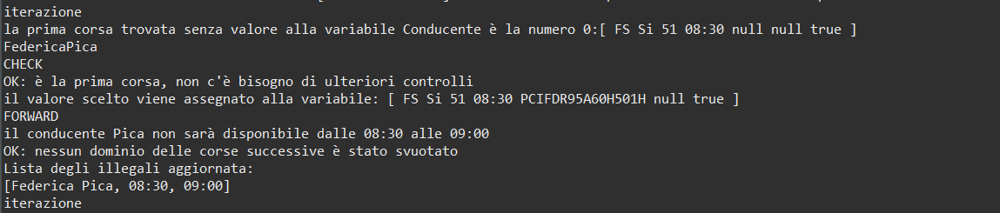 iterazione
la prima corsa trovata senza valore alla variabile Conducente è la numero 0:[ FS Si 51 08:30 null null true ]
FedericaPica
CHECK
OK: è la prima corsa, non c'è bisogno di ulteriori controlli
il valore scelto viene assegnato alla variabile: [ FS Si 51 08:30 PCIFDR95A60H501H null true ]
FORWARD
il conducente Pica non sarà disponibile dalle 08:30 alle 09:00
OK: nessun dominio delle corse successive è stato svuotato
Lista degli illegali aggiornata:
[Federica Pica, 08:30, 09:00]
iterazione